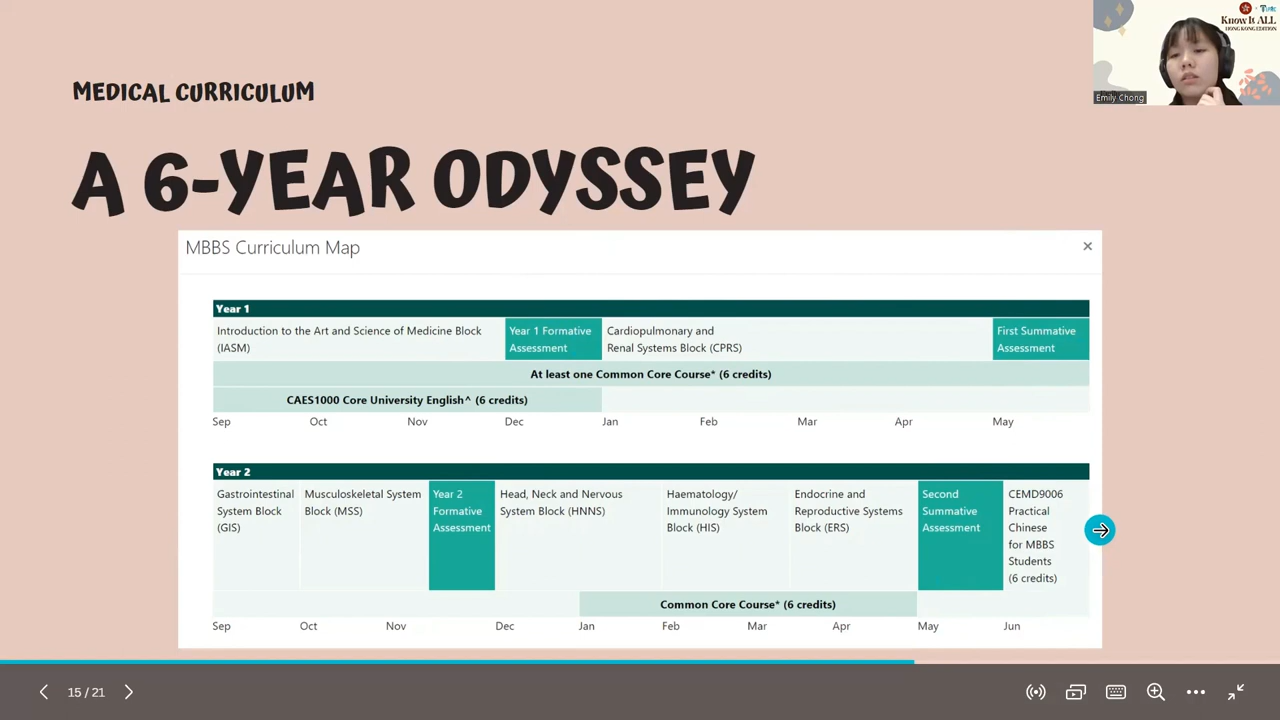 Know It ALL
HONG KONG EDITION
Emily Chong
MEDICAL CURRICULUM
A 6-YEAR ODYSSEY
MBBS Curriculum Map
Year 1
Introduction to the Art and Science of Medicine Block
(IASM)
Year 1 Formative
Assessment
Cardiopulmonary and
Renal Systems Block (CPRS)
First Summative
Assessment
At least one Common Core Course* (6 credits)
CAES1000 Core University English^ (6 credits)
Sep Oct Nov Dec Jan Feb Mar Apr May
Year 2
Gastrointestinal
System Block
(GIS)
Musculoskeletal System
Block (MSS)
Year 2
Formative
Assessment
Head, Neck and Nervous
System Block (HNNS)
Haematology/
Immunology System
Block (HIS)
Endocrine and
Reproductive Systems
Block (ERS)
Second
Summative
Assessment
CEMD9006
Practical
Chinese
for MBBS
Students
(6 credits)
Common Core Course* (6 credits)
Sep Oct Nov Dec Jan Feb Mar Apr May Jun
15 / 21